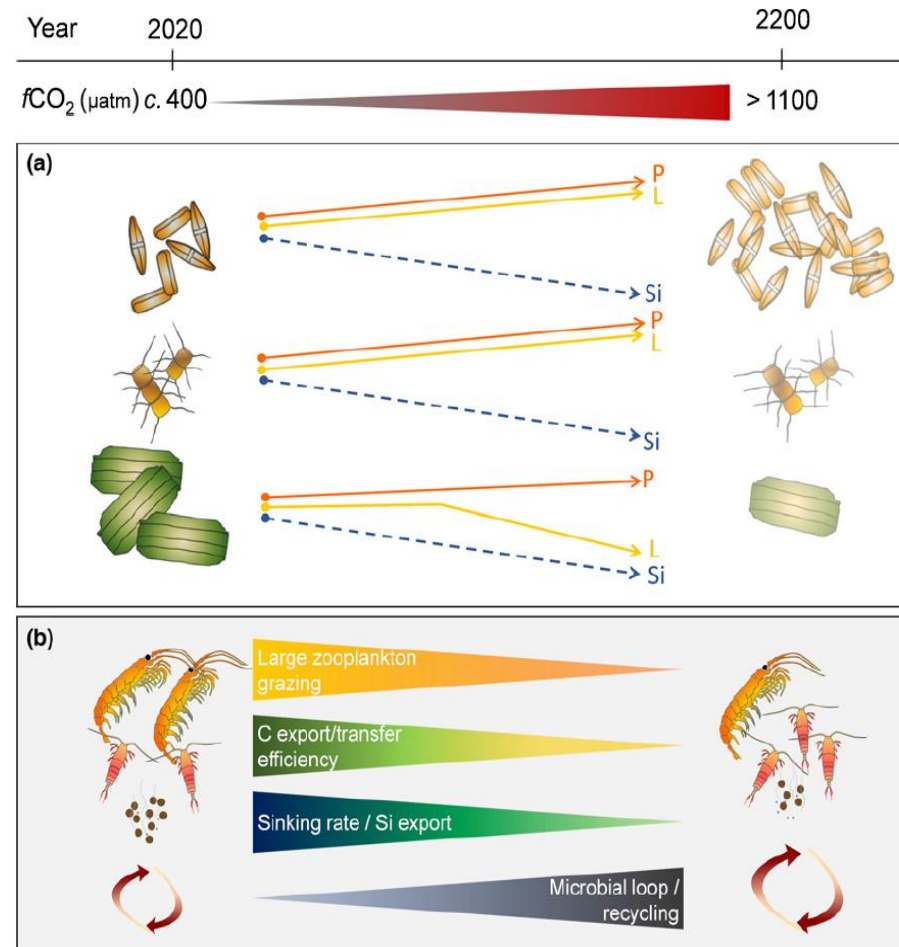 Year 2020 2200
fCO₂ (µatm) c. 400 > 1100
(a)
P
L
Si
P
L
Si
P
L
Si
(b)
Large zooplankton
grazing
C export/transfer
efficiency
Sinking rate / Si export
Microbial loop /
recycling